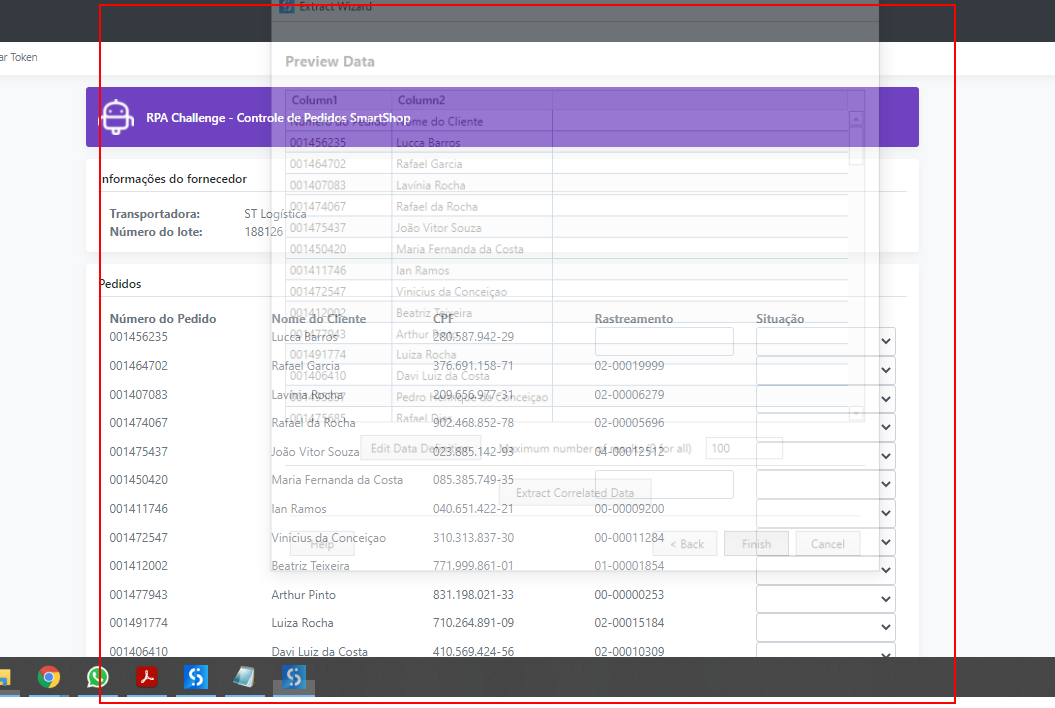 Extract Wizard
ar Token
Preview Data
Column1 Column2
RPA Challenge - Controle de Pedidos SmartShop
Número do Pedido Nome do Cliente
001456235 Lucca Barros
001464702 Rafael Garcia
001407083 Lavínia Rocha
001474067 Rafael da Rocha
001475437 João Vitor Souza
001450420 Maria Fernanda da Costa
001411746 Ian Ramos
001472547 Vinicius da Conceiçao
001412002 Beatriz Teixeira
001477943 Arthur Pinto
001491774 Luiza Rocha
001406410 Davi Luiz da Costa
Pedro Henrique da Conceiçao
001475685 Rafael Dias
Edit Data Definition Maximum number of results (0 for all) 100
Extract Correlated Data
Help < Back Finish Cancel
Informações do fornecedor
Transportadora: ST Logística
Número do lote: 188126
Pedidos
Número do Pedido Nome do Cliente CPF Rastreamento Situação
001456235 Lucca Barros 280.587.942-29
001464702 Rafael Garcia 376.691.158-71 02-00019999
001407083 Lavínia Rocha 209.656.977-31 02-00006279
001474067 Rafael da Rocha 902.468.852-78 02-00005696
001475437 João Vitor Souza 023.885.142-93 04-00012512
001450420 Maria Fernanda da Costa 085.385.749-35
001411746 Ian Ramos 040.651.422-21 00-00009200
001472547 Vinicius da Conceiçao 310.313.837-30 00-00011284
001412002 Beatriz Teixeira 771.999.861-01 01-00001854
001477943 Arthur Pinto 831.198.021-33 00-00000253
001491774 Luiza Rocha 710.264.891-09 02-00015184
001406410 Davi Luiz da Costa 410.569.424-56 02-00010309